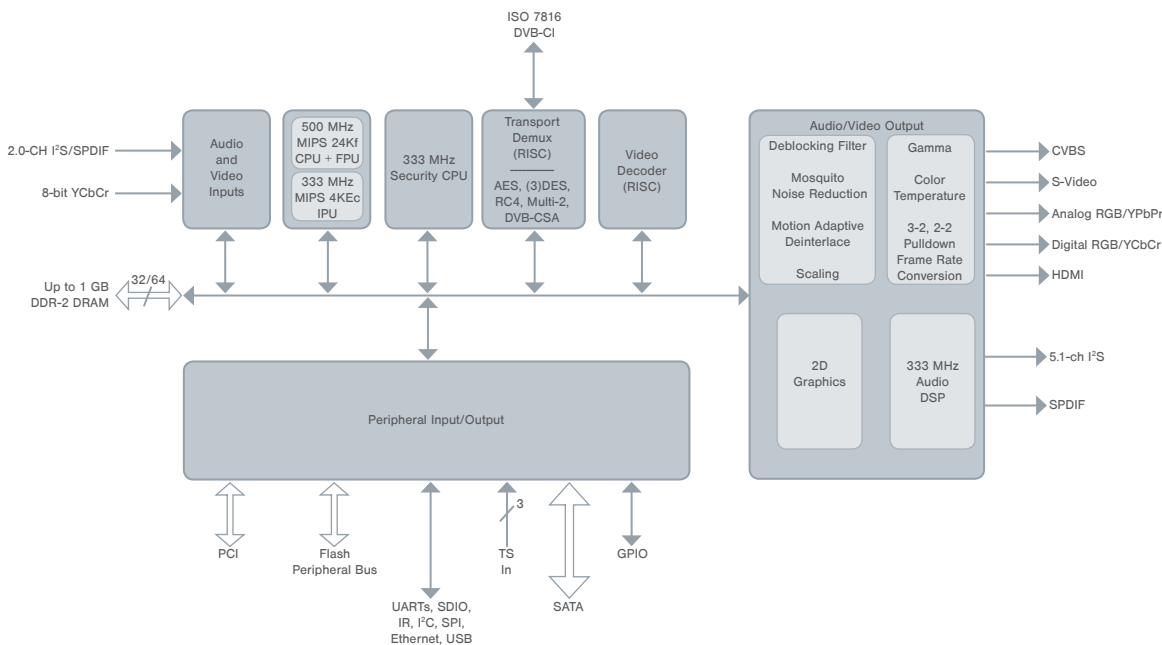 ISO 7816
DVB-CI
2.0-CH I²S/SPDIF
8-bit YCbCr
Audio
and
Video
Inputs
500 MHz
MIPS 24Kf
CPU + FPU
333 MHz
MIPS 4KEc
IPU
333 MHz
Security CPU
Transport
Demux
(RISC)
AES, (3)DES,
RC4, Multi-2,
DVB-CSA
Video
Decoder
(RISC)
Audio/Video Output
Deblocking Filter
Mosquito
Noise Reduction
Motion Adaptive
Deinterlace
Scaling
Gamma
Color
Temperature
3-2, 2-2
Pulldown
Frame Rate
Conversion
2D
Graphics
333 MHz
Audio
DSP
CVBS
S-Video
Analog RGB/YPbPr
Digital RGB/YCbCr
HDMI
5.1-ch I²S
SPDIF
Up to 1 GB
DDR-2 DRAM
32/64
Peripheral Input/Output
PCI
Flash
Peripheral Bus
UARTs, SDIO,
IR, I²C, SPI,
Ethernet, USB
3
TS
In
SATA
GPIO